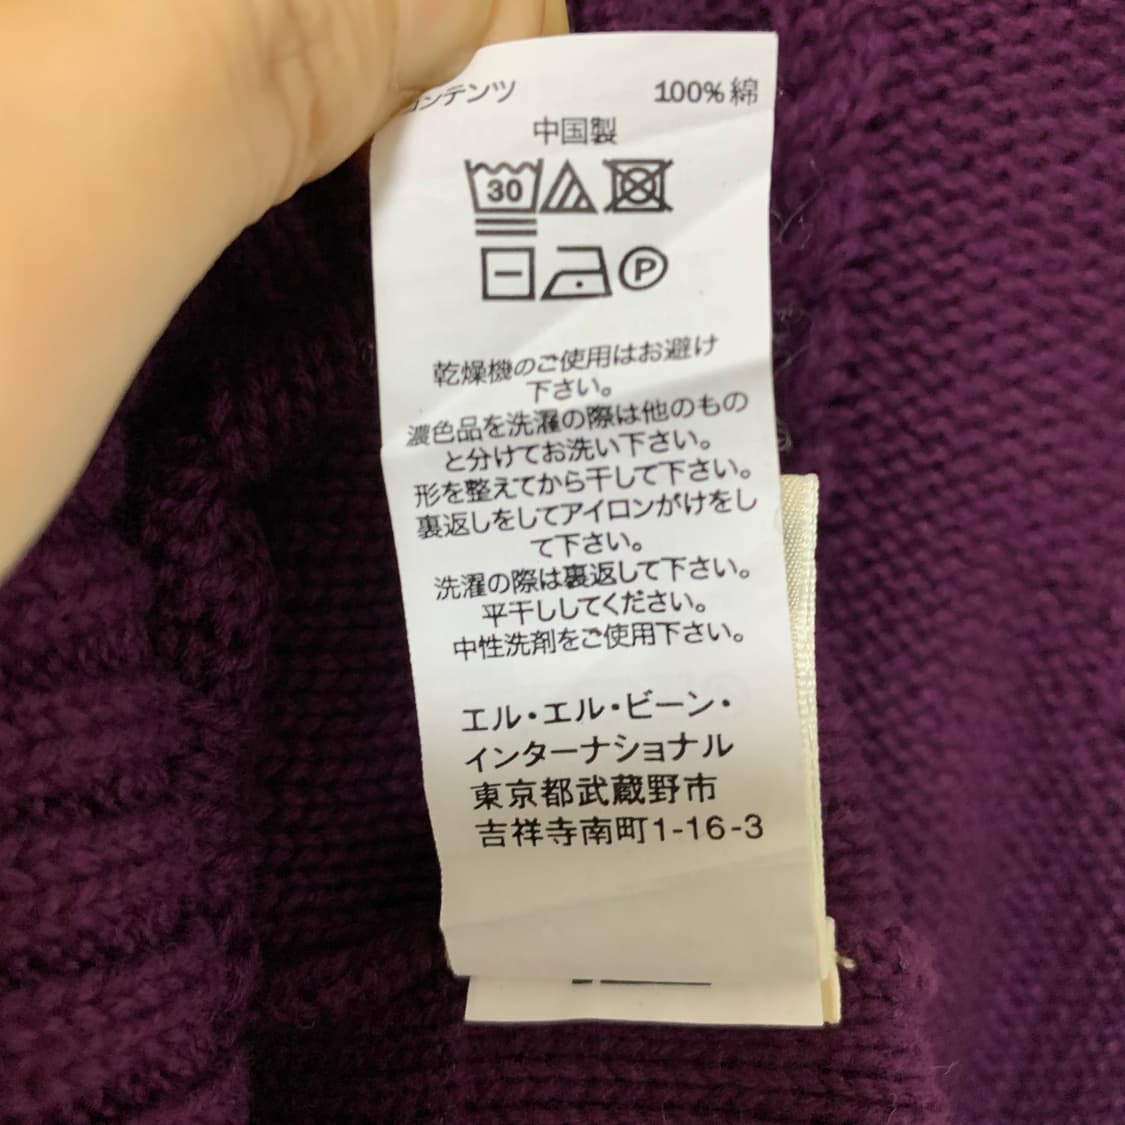 コンテンツ 100% 綿
中国製
30
P
乾燥機のご使用はお避け
下さい。
濃色品を洗濯の際は他のもの
と分けてお洗い下さい。
形を整えてから干して下さい。
裏返しをしてアイロンがけをし
て下さい。
洗濯の際は裏返して下さい。
平干ししてください。
中性洗剤をご使用下さい。
エル・エル・ビーン・
インターナショナル
東京都武蔵野市
吉祥寺南町1-16-3